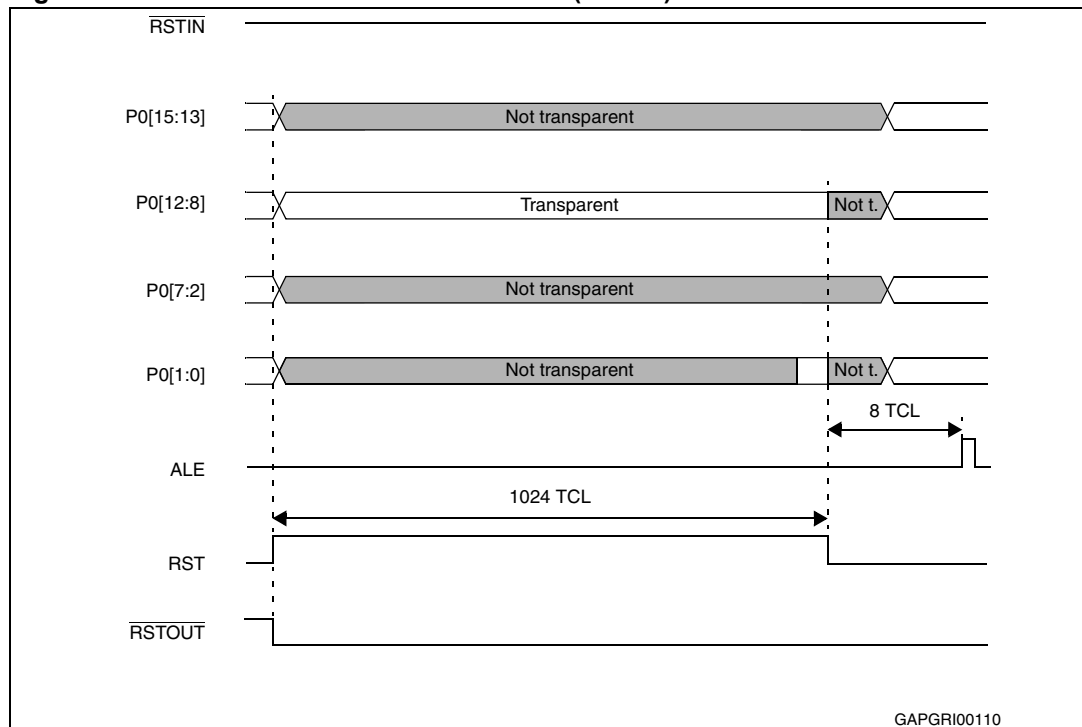 RSTIN
P0[15:13]
Not transparent
P0[12:8]
Transparent
Not t.
P0[7:2]
Not transparent
P0[1:0]
Not transparent
Not t.
8 TCL
ALE
1024 TCL
RST
RSTOUT
GAPGRI00110